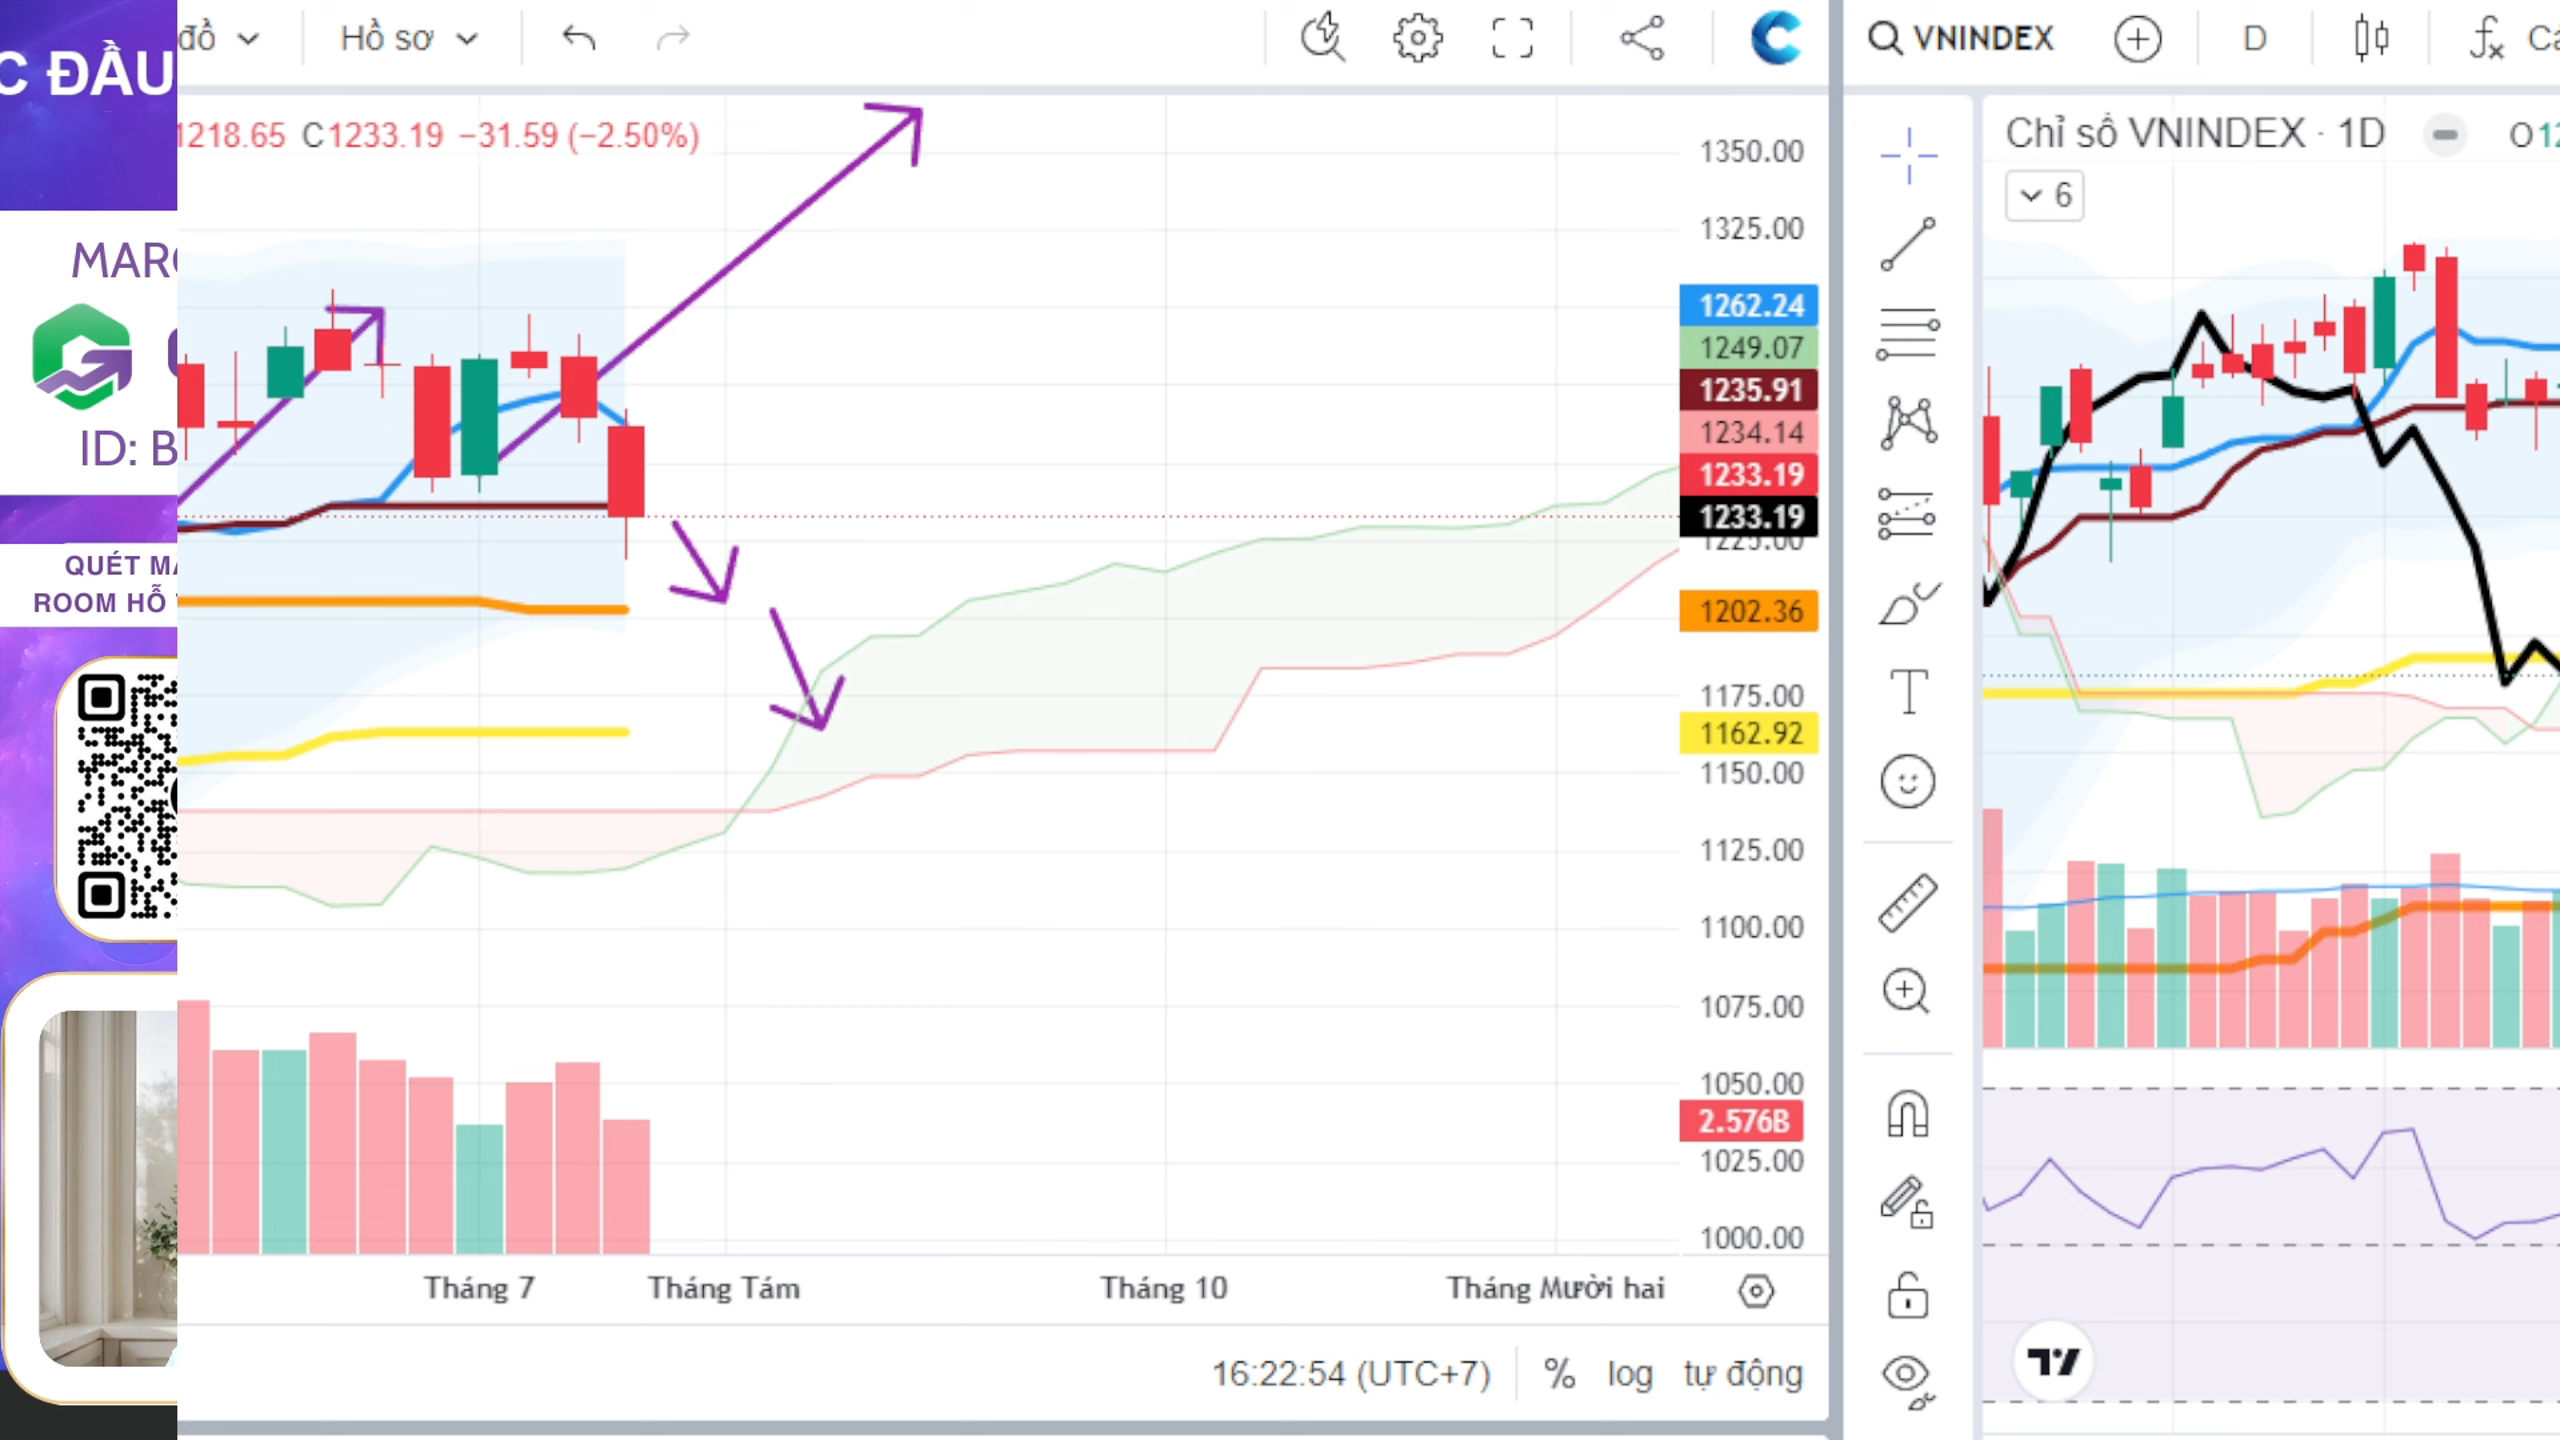 C ĐẦU
MAR
ID: B
QUÉT M
ROOM HỖ
đồ
Hồ sơ
1218.65 C1233.19 −31.59 (−2.50%)
1350.00
1325.00
1262.24
1249.07
1235.91
1234.14
1233.19
1233.19
1225.00
1202.36
1175.00
1162.92
1150.00
1125.00
1100.00
1075.00
1050.00
2.576B
1025.00
1000.00
Tháng 7 Tháng Tám Tháng 10 Tháng Mười hai
16:22:54 (UTC+7) % log tự động
VNINDEX D
Chỉ số VNINDEX · 1D O12
6